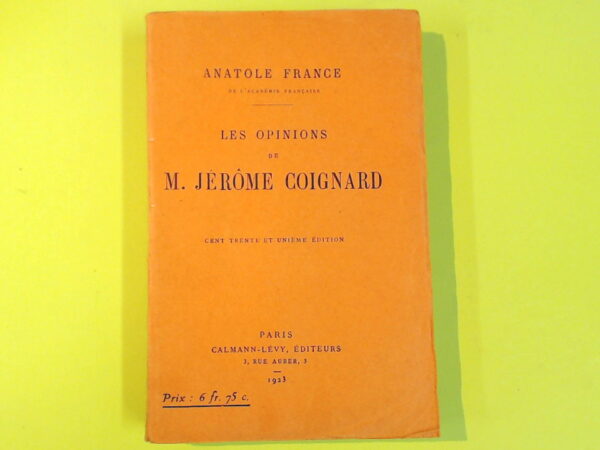 ANATOLE FRANCE
DE L'ACADÉMIE FRANÇAISE
LES OPINIONS
DE
M. JÉRÔME COIGNARD
CENT TRENTE ET UNIÈME ÉDITION
PARIS
CALMANN-LÉVY, ÉDITEURS
3, RUE AUBER, 3
1923
Prix : 6 fr. 75 c.